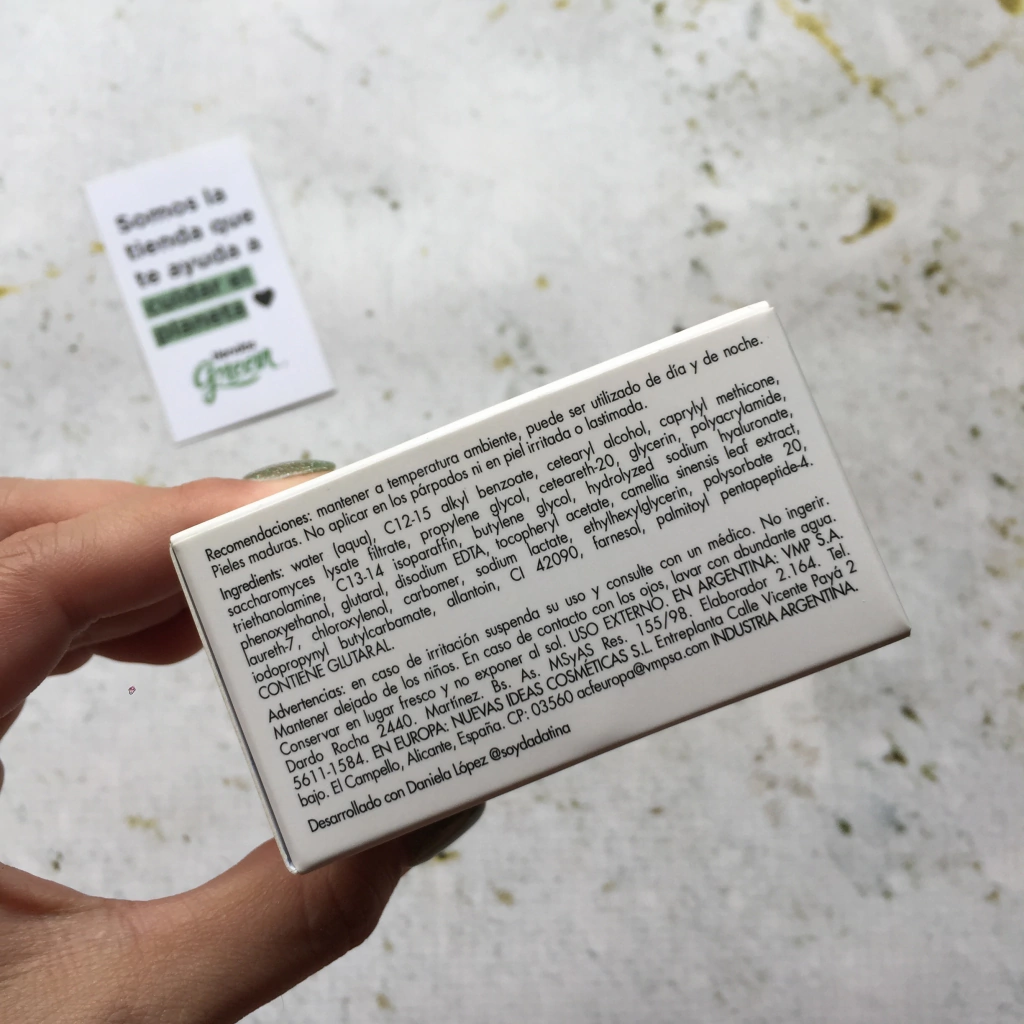 Somos la
tienda que
te ayuda a
cuidar el
planeta
tienda
green
Recomendaciones: mantener a temperatura ambiente, puede ser utilizado de día y de noche.
Pieles maduras. No aplicar en los párpados ni en piel irritada o lastimada.
Ingredients: water (aqua), C12-15 alkyl benzoate, cetearyl alcohol, caprylyl methicone,
saccharomyces lysate filtrate, propylene glycol, ceteareth-20, glycerin, polyacrylamide,
triethanolamine, C13-14 isoparaffin, butylene glycol, hydrolyzed sodium hyaluronate,
phenoxyethanol, glutaral, disodium EDTA, tocopheryl acetate, camellia sinensis leaf extract,
laureth-7, chloroxylenol, carbomer, sodium lactate, ethylhexylglycerin, polysorbate 20,
iodopropynyl butylcarbamate, allantoin, CI 42090, farnesol, palmitoyl pentapeptide-4.
CONTIENE GLUTARAL.
Advertencias: en caso de irritación suspenda su uso y consulte con un médico. No ingerir.
Mantener alejado de los niños. En caso de contacto con los ojos, lavar con abundante agua.
Conservar en lugar fresco y no exponer al sol. USO EXTERNO. EN ARGENTINA: VMP S.A.
Dardo Rocha 2440. Martínez. Bs. As. MSyAS Res. 155/98. Elaborador 2.164. Tel.
5611-1584. EN EUROPA: NUEVAS IDEAS COSMÉTICAS S.L Entreplanta Calle Vicente Payá 2
bajo. El Campello, Alicante, España. CP: 03560 acfeuropa@vmpsa.com INDUSTRIA ARGENTINA.
Desarrollado con Daniela López @soydadatina